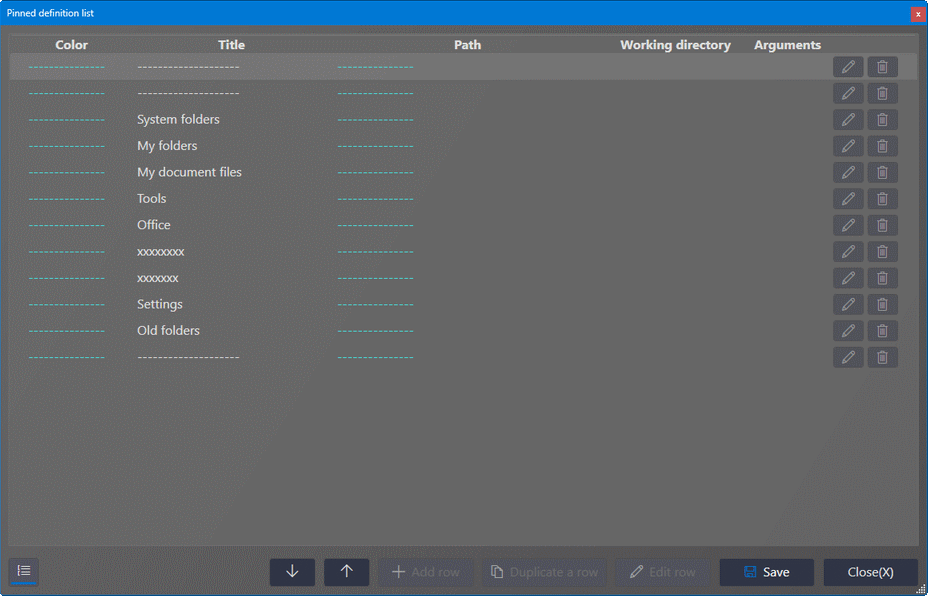 Pinned definition list x
Color Title Path Working directory Arguments
--------------- -------------------- ---------------
--------------- -------------------- ---------------
--------------- System folders ---------------
--------------- My folders ---------------
--------------- My document files ---------------
--------------- Tools ---------------
--------------- Office ---------------
--------------- xxxxxxxx ---------------
--------------- xxxxxxx ---------------
--------------- Settings ---------------
--------------- Old folders ---------------
--------------- -------------------- ---------------
Add row Duplicate a row Edit row Save Close(X)